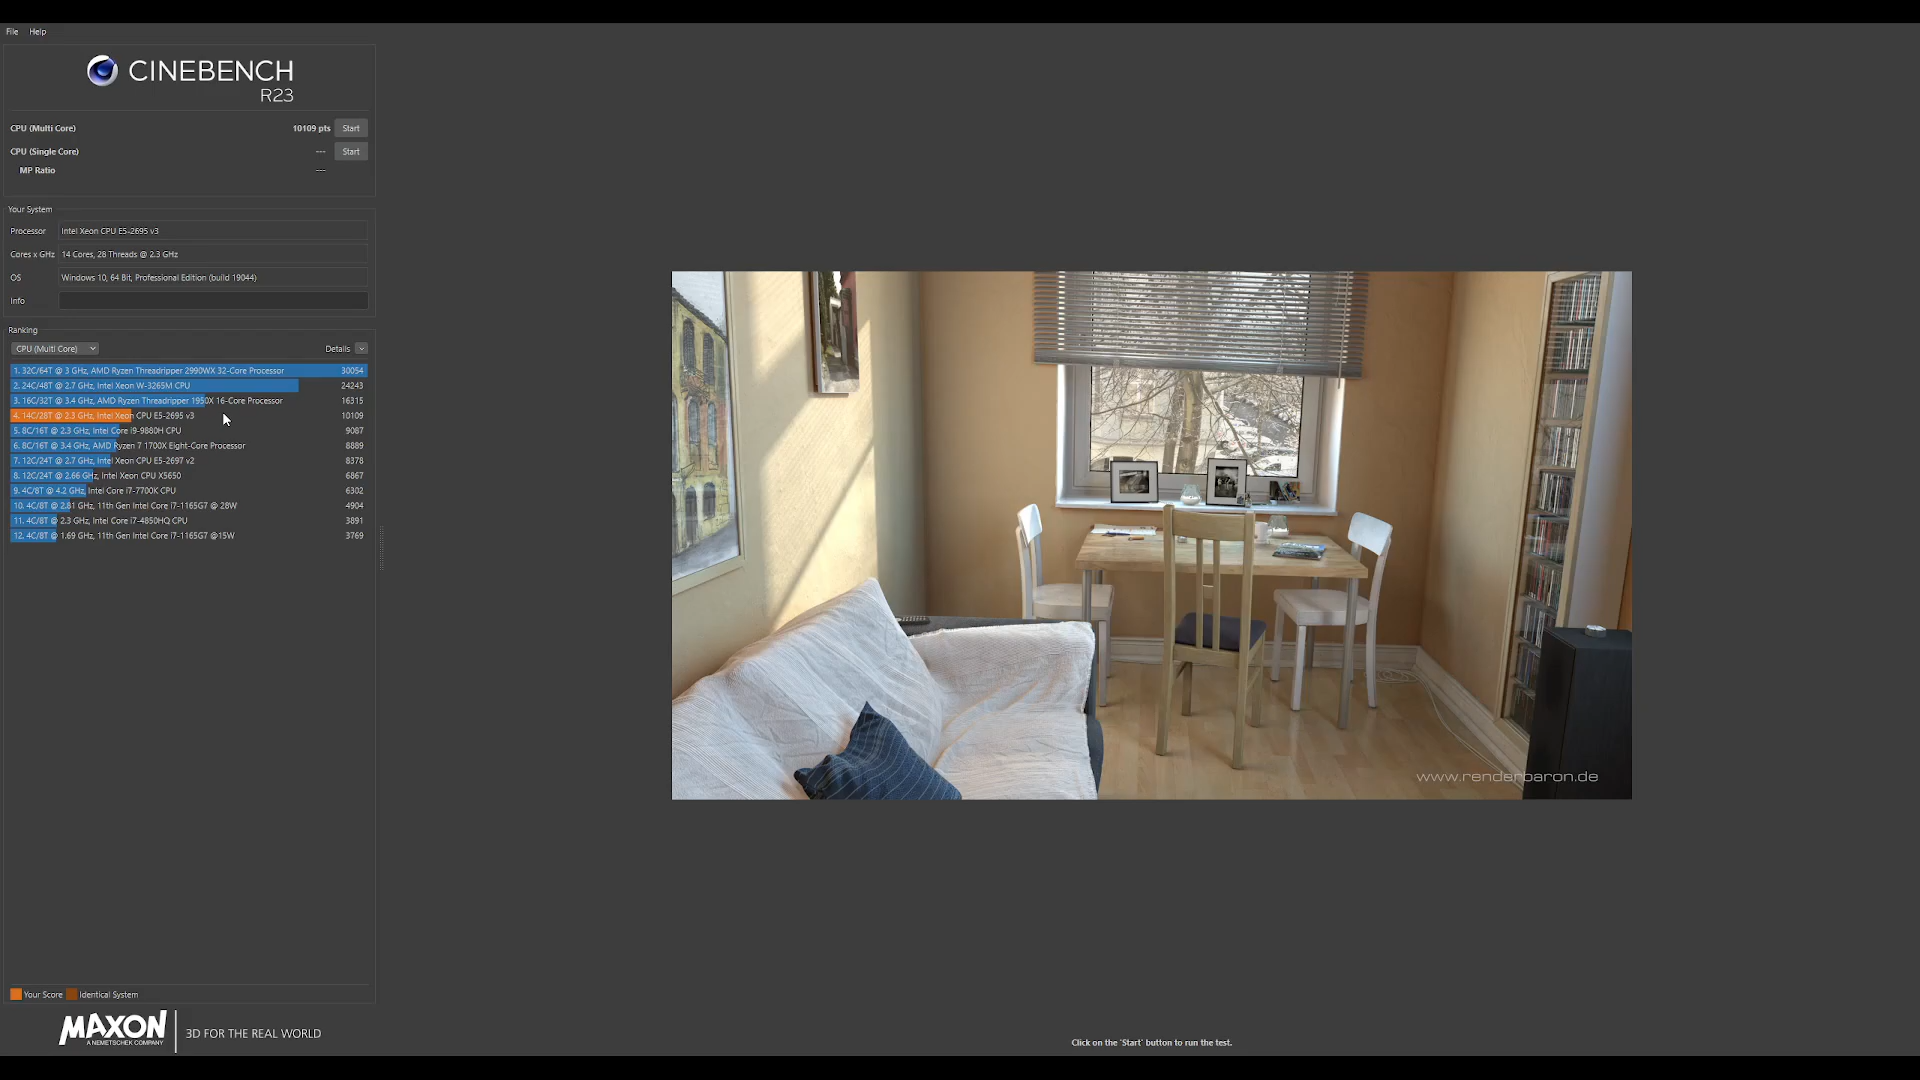 File Help
CINEBENCH
R23
CPU (Multi Core) 10109 pts Start
CPU (Single Core) --- Start
MP Ratio ---
Your System
Processor Intel Xeon CPU E5-2695 v3
Cores x GHz 14 Cores, 28 Threads @ 2.3 GHz
OS Windows 10, 64 Bit, Professional Edition (build 19044)
Info
Ranking
CPU (Multi Core) Details
1. 32C/64T @ 3 GHz, AMD Ryzen Threadripper 2990WX 32-Core Processor 30054
2. 24C/48T @ 2.7 GHz, Intel Xeon W-3265M CPU 24243
3. 16C/32T @ 3.4 GHz, AMD Ryzen Threadripper 1950X 16-Core Processor 16315
4. 14C/28T @ 2.3 GHz, Intel Xeon CPU E5-2695 v3 10109
5. 8C/16T @ 2.3 GHz, Intel Core i9-9880H CPU 9087
6. 8C/16T @ 3.4 GHz, AMD Ryzen 7 1700X Eight-Core Processor 8889
7. 12C/24T @ 2.7 GHz, Intel Xeon CPU E5-2697 v2 8378
8. 12C/24T @ 2.66 GHz, Intel Xeon CPU X5650 6867
9. 4C/8T @ 4.2 GHz, Intel Core i7-7700K CPU 6302
10. 4C/8T @ 2.81 GHz, 11th Gen Intel Core i7-1165G7 @ 28W 4904
11. 4C/8T @ 2.3 GHz, Intel Core i7-4850HQ CPU 3891
12. 4C/8T @ 1.69 GHz, 11th Gen Intel Core i7-1165G7 @15W 3769
www.renderbaron.de
Your Score Identical System
MAXON
A NEMETSCHEK COMPANY
3D FOR THE REAL WORLD
Click on the 'Start' button to run the test.